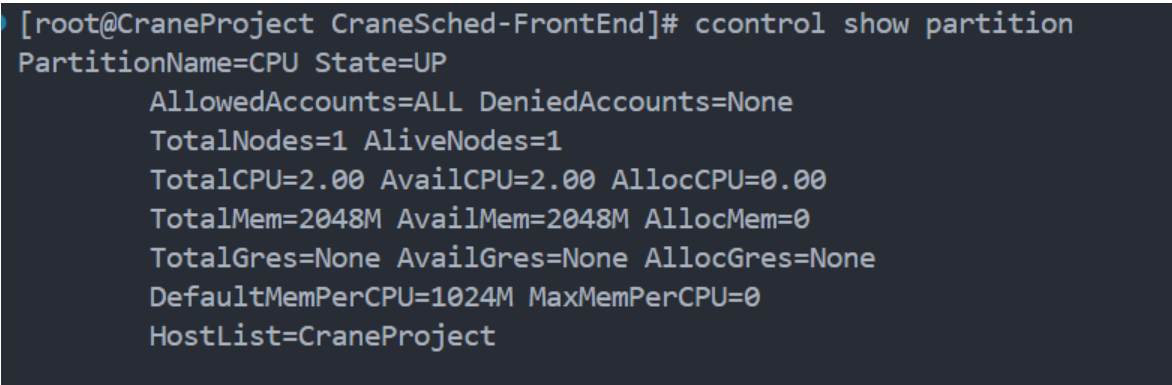 [root@CraneProject CraneSched-FrontEnd]# ccontrol show partition
PartitionName=CPU State=UP
AllowedAccounts=ALL DeniedAccounts=None
TotalNodes=1 AliveNodes=1
TotalCPU=2.00 AvailCPU=2.00 AllocCPU=0.00
TotalMem=2048M AvailMem=2048M AllocMem=0
TotalGres=None AvailGres=None AllocGres=None
DefaultMemPerCPU=1024M MaxMemPerCPU=0
HostList=CraneProject